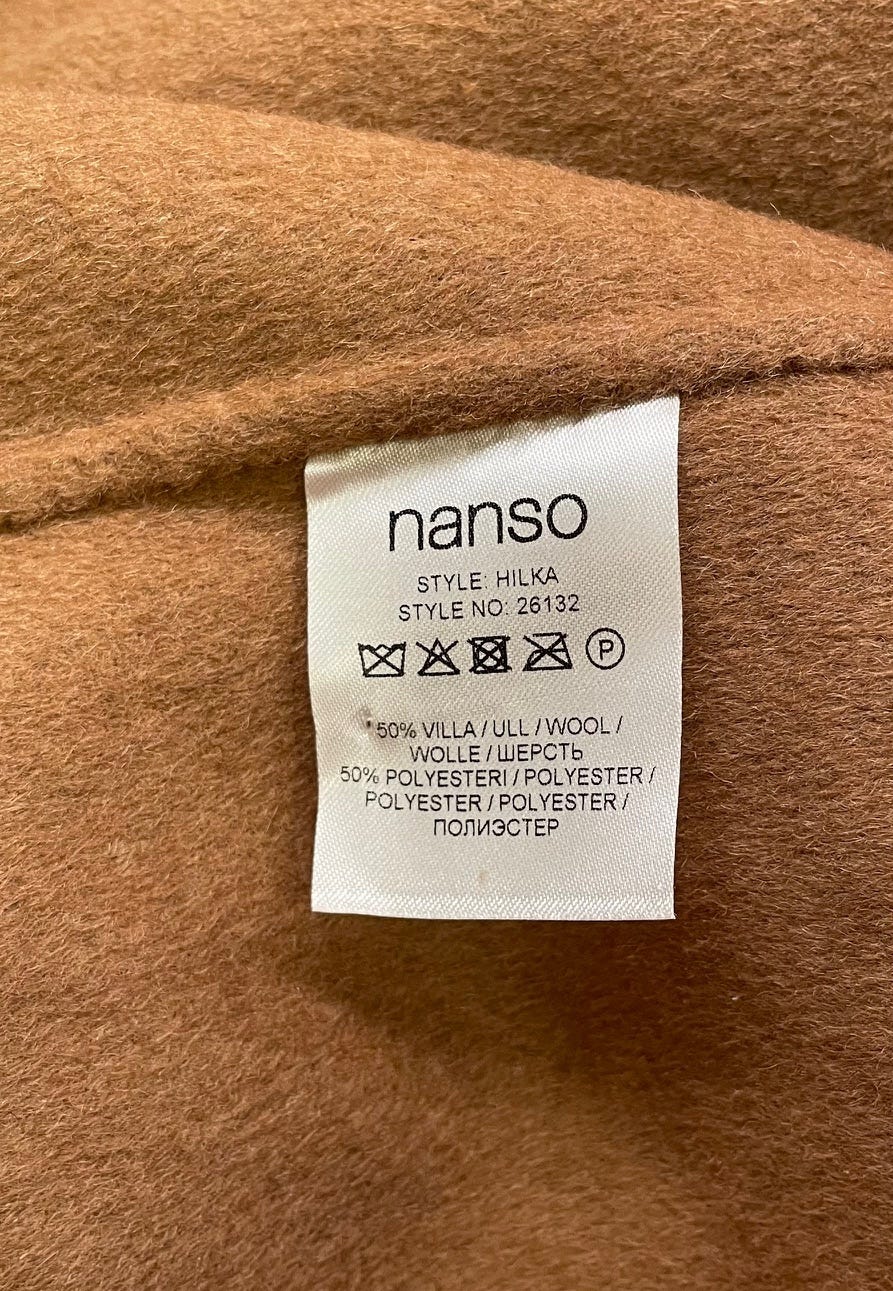 nanso
STYLE: HILKA
STYLE NO: 26132
P
50% VILLA / ULL / WOOL /
WOLLE / ШЕРСТЬ
50% POLYESTERI / POLYESTER /
POLYESTER / POLYESTER /
ПОЛИЭСТЕР